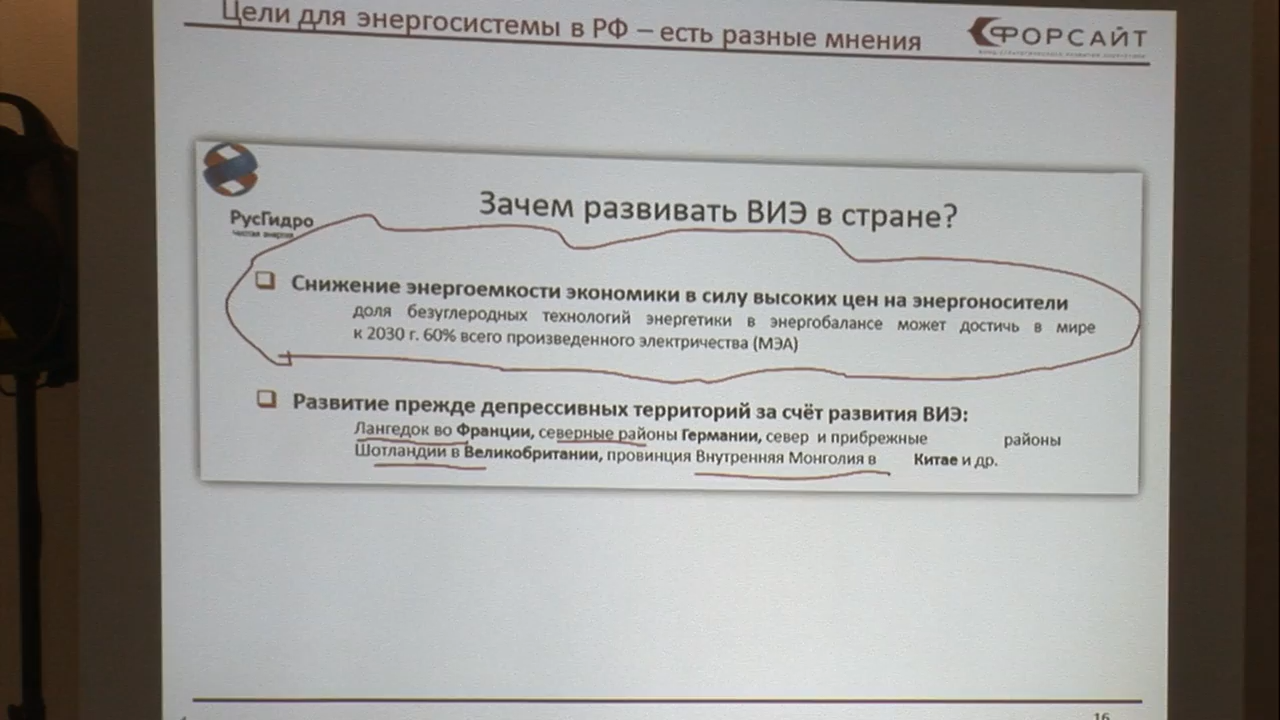 Цели для энергосистемы в РФ – есть разные мнения
ФОРСАЙТ
РусГидро
Чистая энергия
Зачем развивать ВИЭ в стране?
Снижение энергоемкости экономики в силу высоких цен на энергоносители
доля безуглеродных технологий энергетики в энергобалансе может достичь в мире
к 2030 г. 60% всего произведенного электричества (МЭА)
Развитие прежде депрессивных территорий за счёт развития ВИЭ:
Лангедок во Франции, северные районы Германии, север и прибрежные районы
Шотландии в Великобритании, провинция Внутренняя Монголия в Китае и др.
16